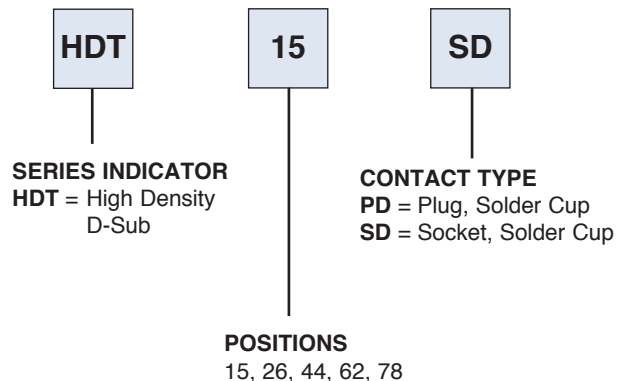 HDT 15 SD
SERIES INDICATOR
HDT = High Density
D-Sub
CONTACT TYPE
PD = Plug, Solder Cup
SD = Socket, Solder Cup
POSITIONS
15, 26, 44, 62, 78